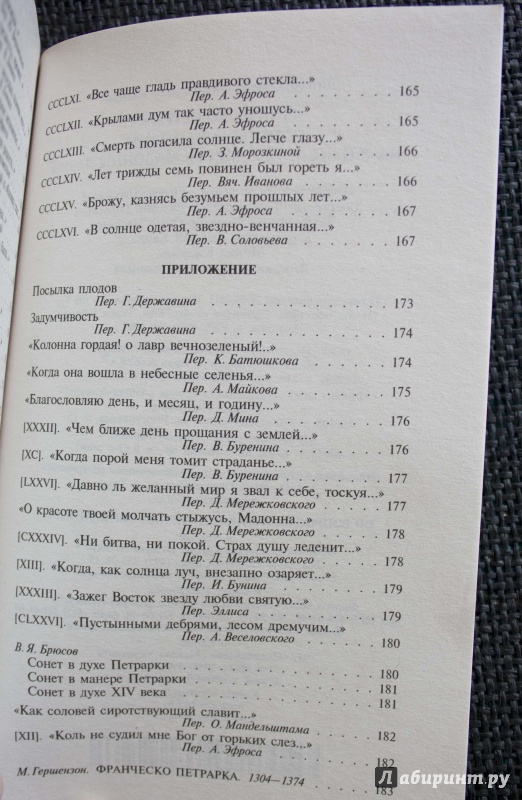 CCCLXI. «Все чаще гладь правдивого стекла...»
Пер. А. Эфроса . . . . . . . . 165
CCCLXII. «Крылами дум так часто уношусь...»
Пер. А. Эфроса . . . . . . . . 165
CCCLXIII. «Смерть погасила солнце. Легче глазу...»
Пер. З. Морозкиной . . . . . . . 166
CCCLXIV. «Лет трижды семь повинен был гореть я...»
Пер. Вяч. Иванова . . . . . . . 166
CCCLXV. «Брожу, казнясь безумьем прошлых лет...»
Пер. А. Эфроса . . . . . . . . 167
CCCLXVI. «В солнце одетая, звездно-венчанная...»
Пер. В. Соловьева . . . . . . . 167
ПРИЛОЖЕНИЕ
Посылка плодов
Пер. Г. Державина . . . . . . . . . . . 173
Задумчивость
Пер. Г. Державина . . . . . . . . . . . 174
«Колонна гордая! о лавр вечнозеленый!..»
Пер. К. Батюшкова . . . . . . . 174
«Когда она вошла в небесные селенья...»
Пер. А. Майкова . . . . . . . . 175
«Благословляю день, и месяц, и годину...»
Пер. Д. Мина . . . . . . . . . 176
[XXXII]. «Чем ближе день прощания с землей...»
Пер. В. Буренина . . . . . . . . 176
[XC]. «Когда порой меня томит страданье...»
Пер. В. Буренина . . . . . . . . 177
[LXXVI]. «Давно ль желанный мир я звал к себе, тоскуя...»
Пер. Д. Мережковского . . . . . . 177
«О красоте твоей молчать стыжусь, Мадонна...»
Пер. Д. Мережковского . . . . . . 178
[CXXXIV]. «Ни битва, ни покой. Страх душу леденит...»
Пер. Д. Мережковского . . . . . . 178
[XIII]. «Когда, как солнца луч, внезапно озаряет...»
Пер. И. Бунина . . . . . . . . 179
[XXXIII]. «Зажег Восток звезду любви святую...»
Пер. Эллиса . . . . . . . . . 179
[CLXXVI]. «Пустынными дебрями, лесом дремучим...»
Пер. А. Веселовского . . . . . . . 180
В. Я. Брюсов
Сонет в духе Петрарки . . . . . . . . . . . 180
Сонет в манере Петрарки . . . . . . . . . . 181
Сонет в духе XIV века . . . . . . . . . . . 181
«Как соловей сиротствующий славит...»
Пер. О. Мандельштама . . . . . . . 182
[XII]. «Коль не судил мне Бог от горьких слез...»
Пер. А. Эфроса . . . . . . . . 182
М. Гершензон. ФРАНЧЕСКО ПЕТРАРКА. 1304—1374 . . . . . . 183
Лабиринт.ru